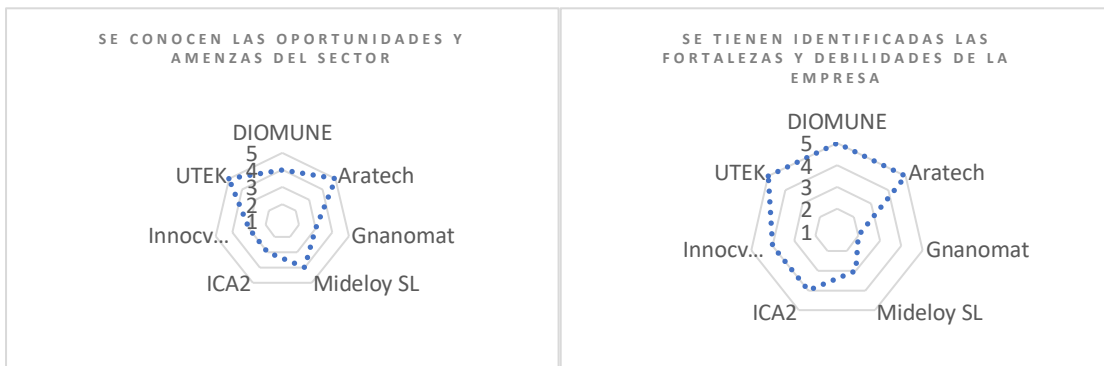 SE CONOCEN LAS OPORTUNIDADES Y
AMENZAS DEL SECTOR
DIOMUNE
5
4
3
2
1
Aratech
Gnanomat
Mideloy SL
ICA2
Innocv...
UTEK
SE TIENEN IDENTIFICADAS LAS
FORTALEZAS Y DEBILIDADES DE LA
EMPRESA
DIOMUNE
5
4
3
2
1
Aratech
Gnanomat
Mideloy SL
ICA2
Innocv...
UTEK